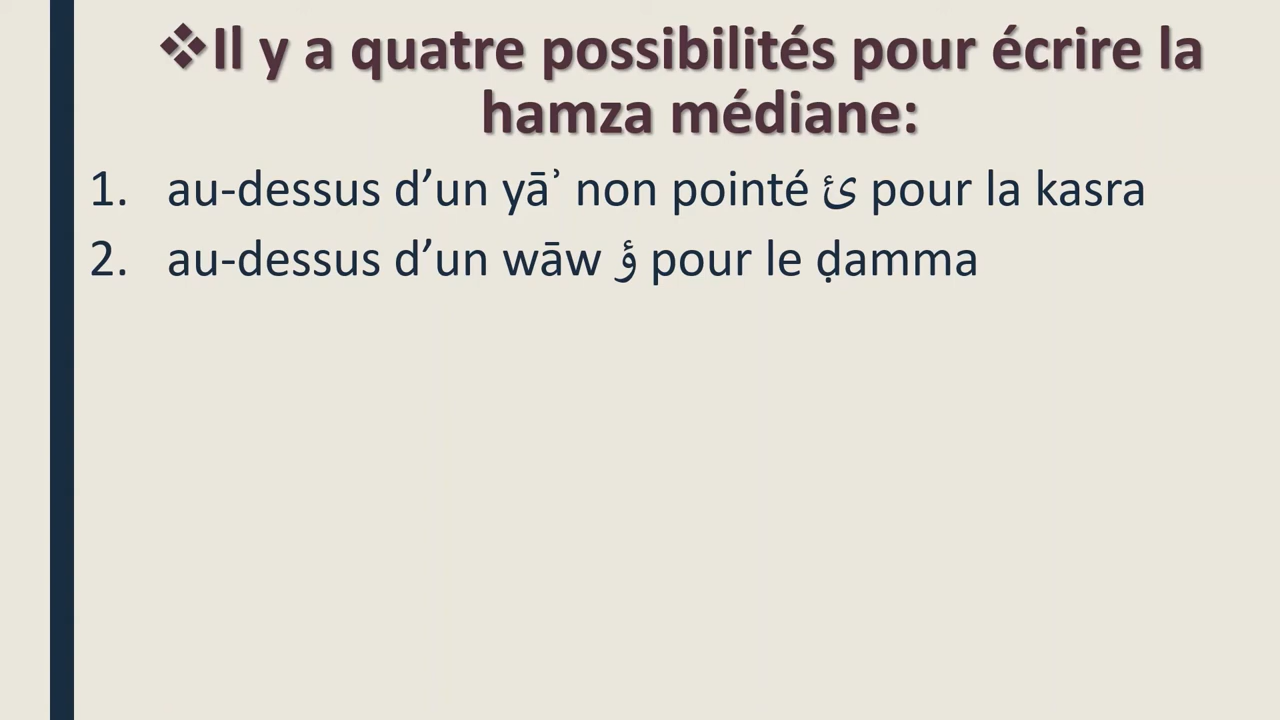 ❖Il y a quatre possibilités pour écrire la
hamza médiane:
1. au-dessus d’un yāʾ non pointé ئ pour la kasra
2. au-dessus d’un wāw ؤ pour le ḍamma